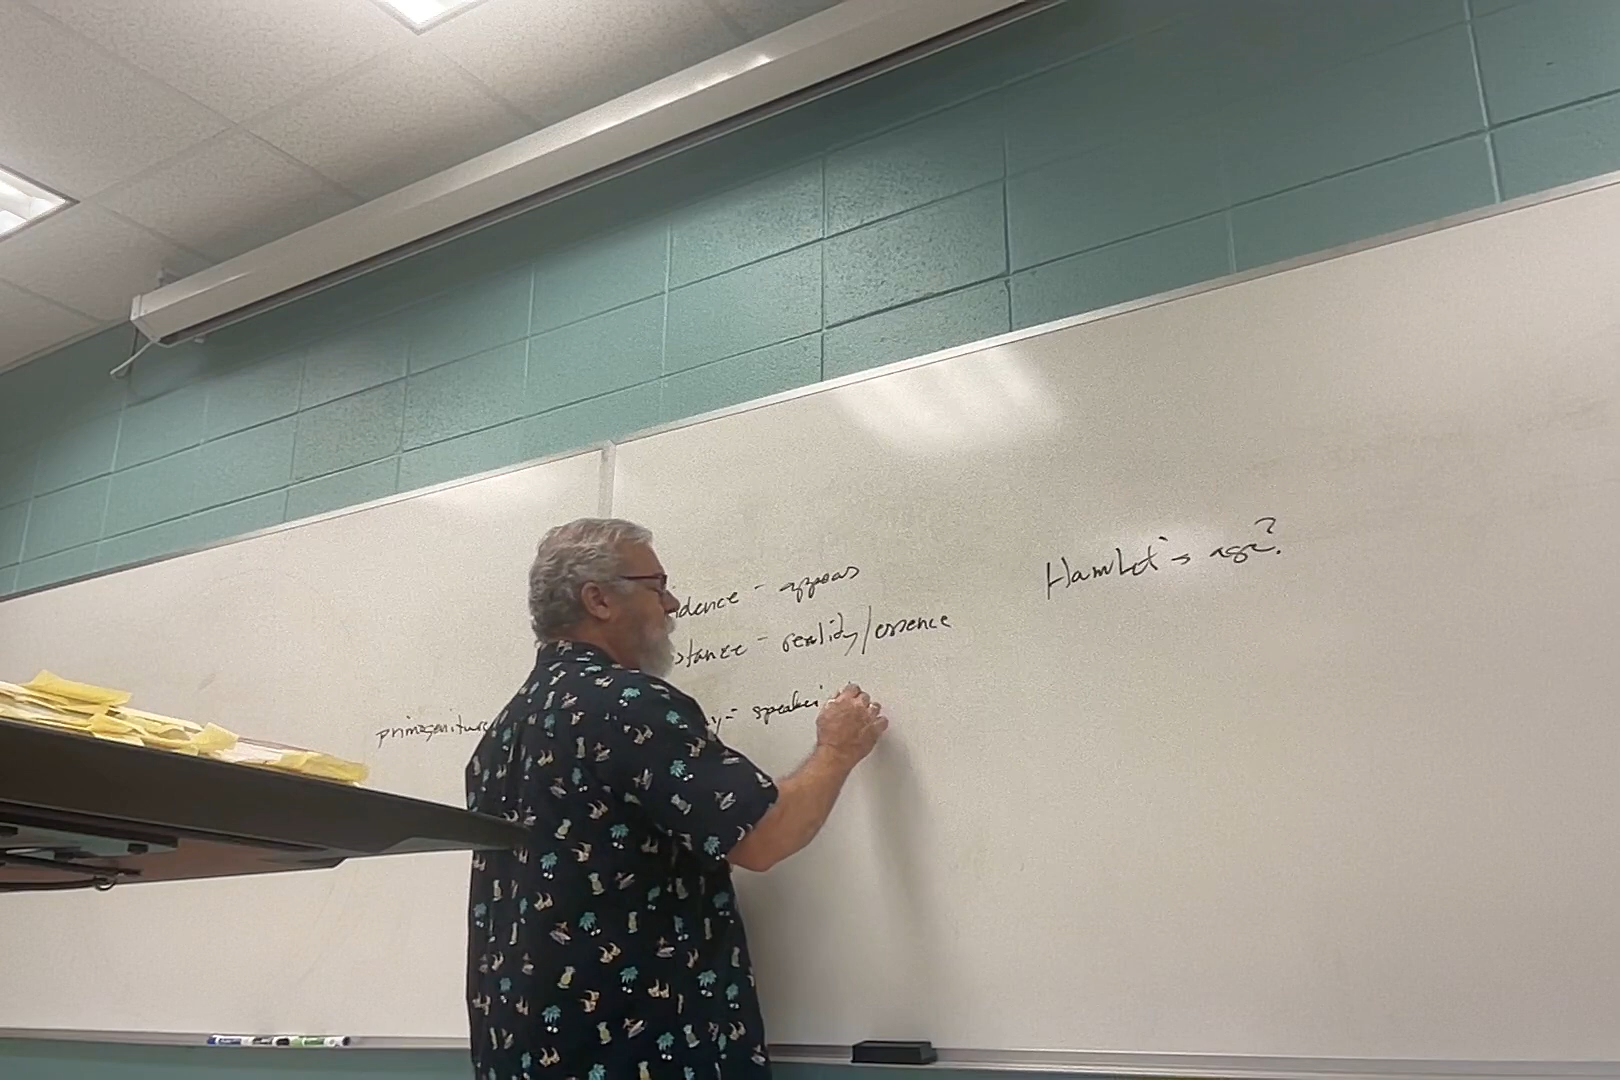 idence - appears
stance - reality/essence
primogeniture
y = speaki
Hamlet's age?